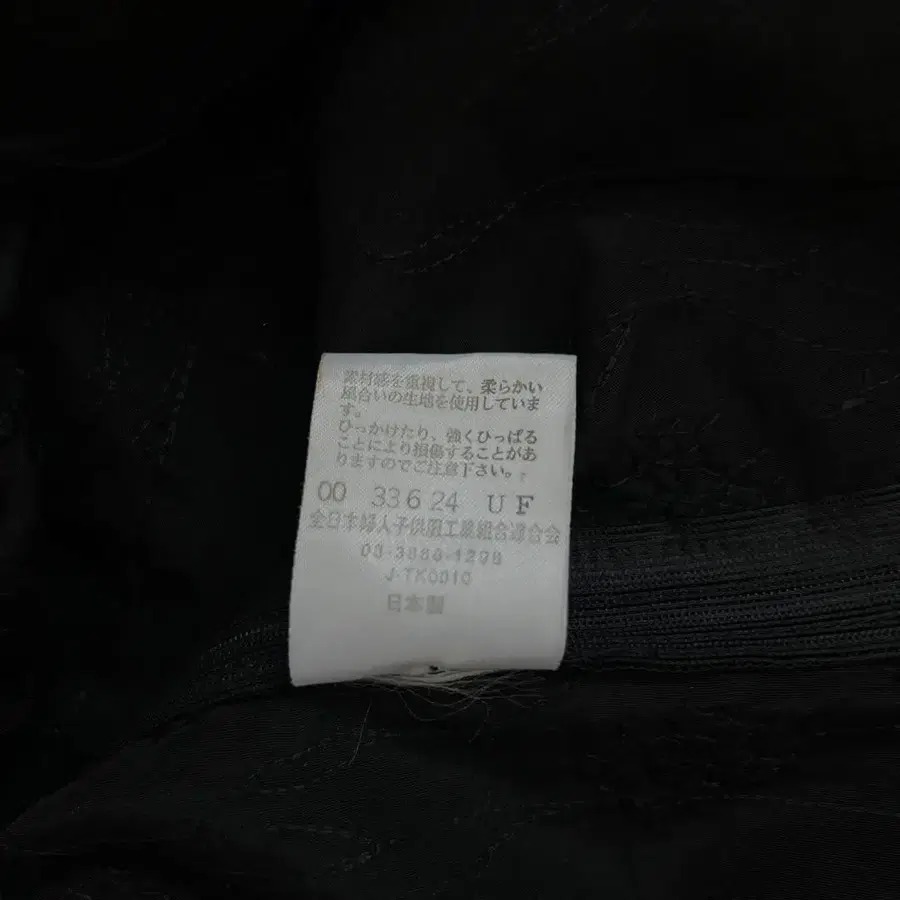 素材感を重視して、柔らかい
風合いの生地を使用していま
す。
ひっかけたり、強くひっぱる
ことにより損傷することがあ
りますのでご注意下さい。
00 33 6 24 U F
全日本婦人子供服工業組合連合会
J-TK0010
日本製